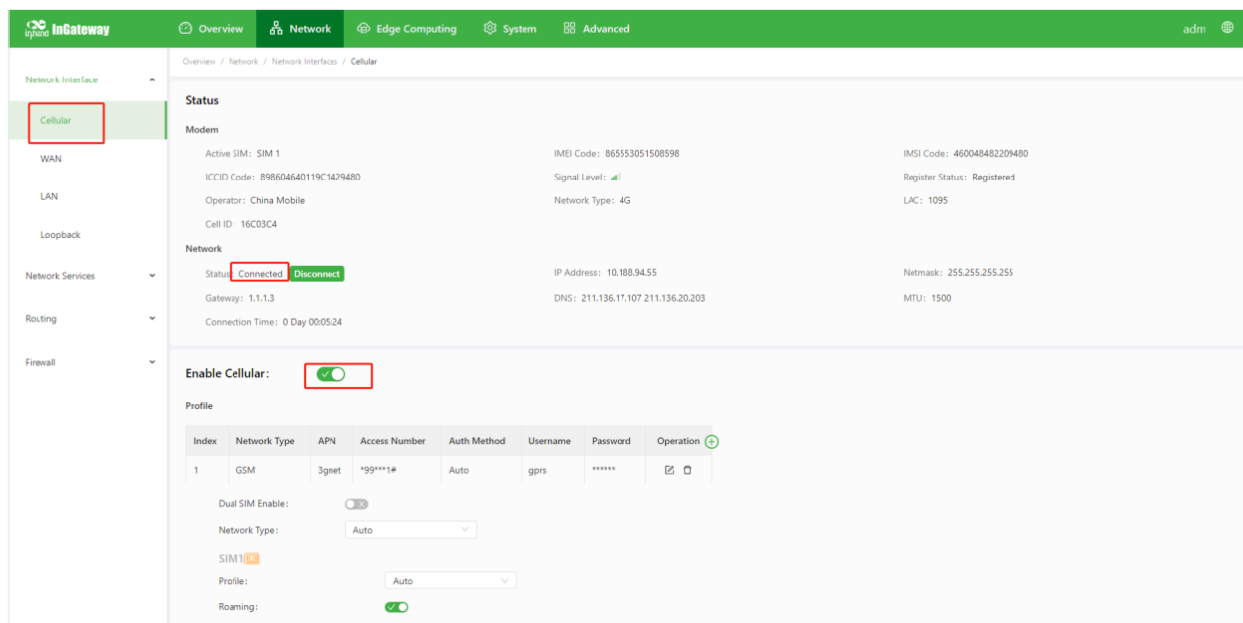 inhand InGateway Overview Network Edge Computing System Advanced adm
Overview / Network / Network Interfaces / Cellular
Network Interface
Cellular
WAN
LAN
Loopback
Network Services
Routing
Firewall
Status
Modem
Active SIM: SIM 1 IMEI Code: 865553051508598 IMSI Code: 460048482209480
ICCID Code: 898604640119C1429480 Signal Level: Register Status: Registered
Operator: China Mobile Network Type: 4G LAC: 1095
Cell ID: 16C03C4
Network
Status: Connected Disconnect IP Address: 10.188.94.55 Netmask: 255.255.255.255
Gateway: 1.1.1.3 DNS: 211.136.17.107 211.136.20.203 MTU: 1500
Connection Time: 0 Day 00:05:24
Enable Cellular:
Profile
Index Network Type APN Access Number Auth Method Username Password Operation
1 GSM 3gnet *99***1# Auto gprs ******
Dual SIM Enable:
Network Type: Auto
SIM1
Profile: Auto
Roaming: